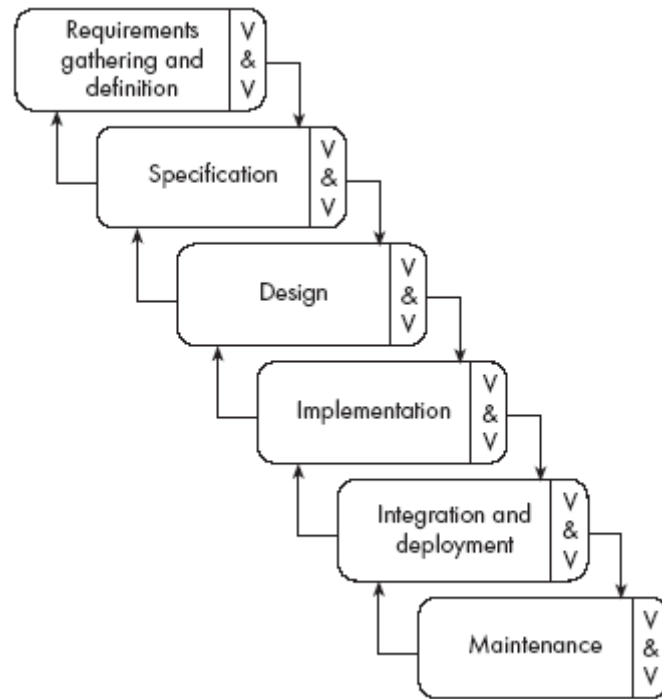 Requirements
gathering and
definition
V
&
V
Specification
V
&
V
Design
V
&
V
Implementation
V
&
V
Integration and
deployment
V
&
V
Maintenance
V
&
V